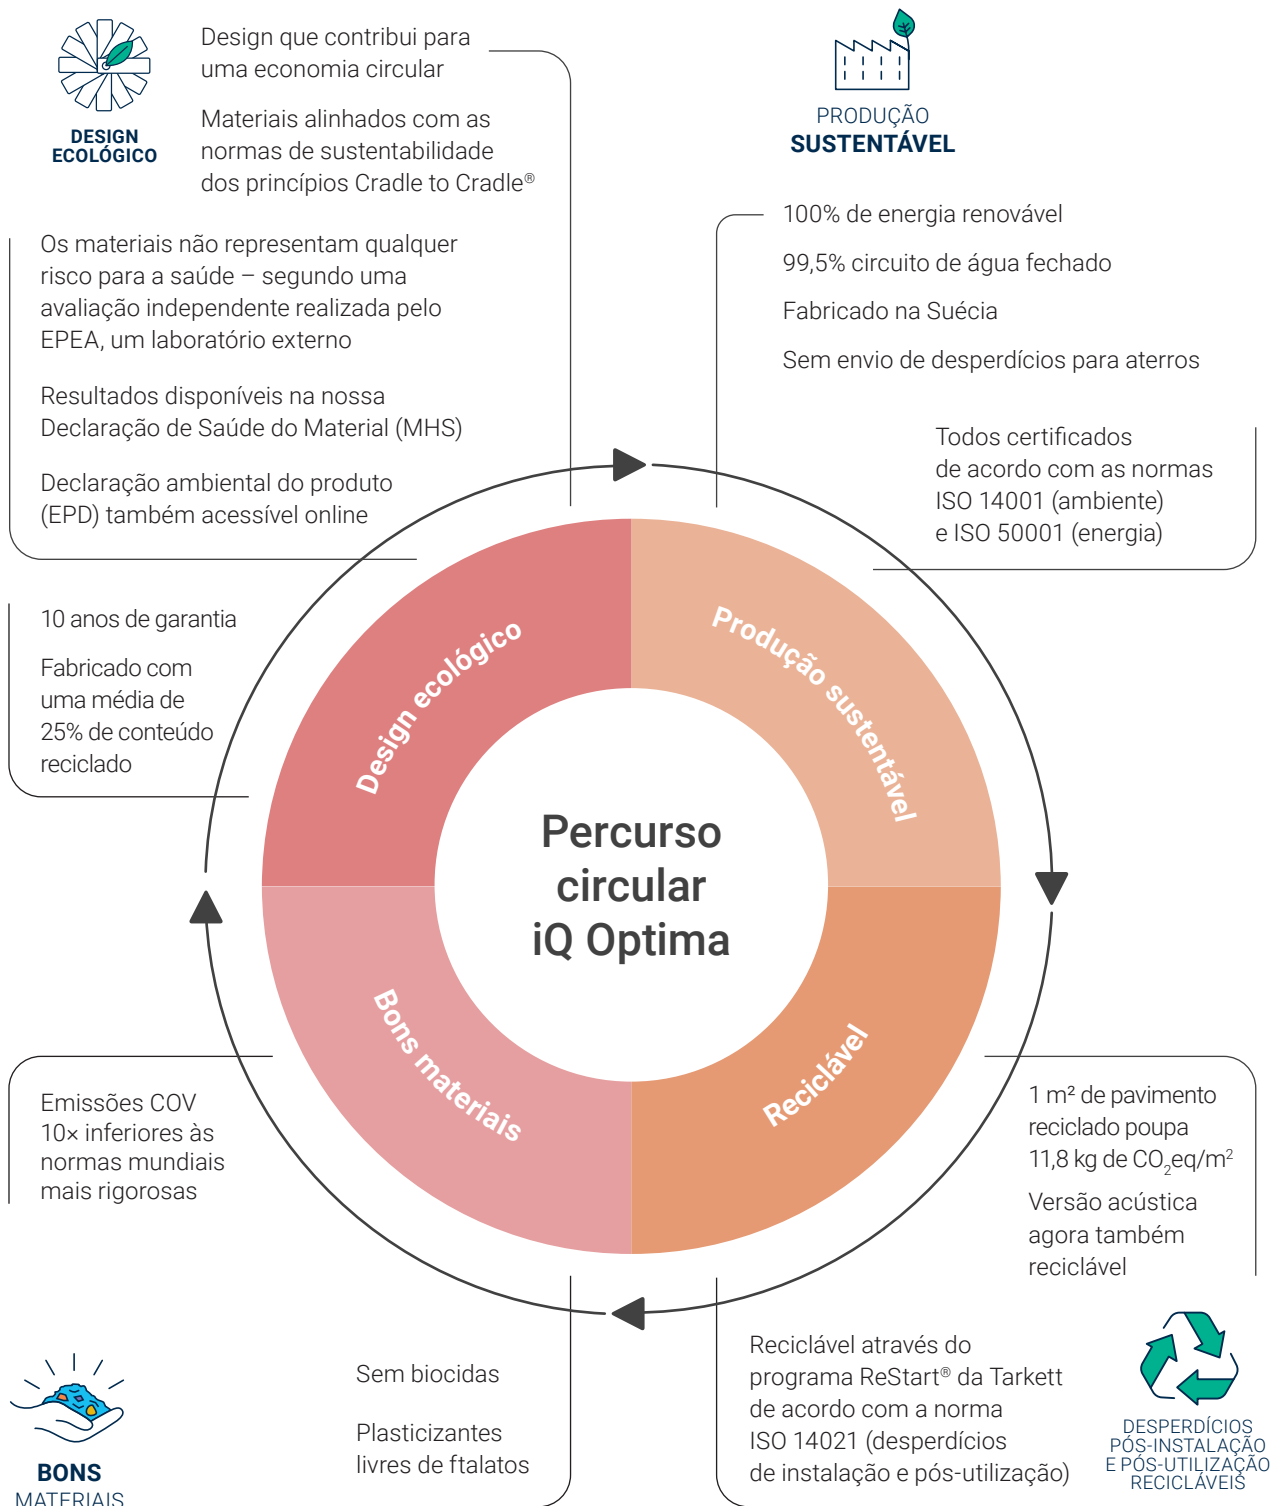 DESIGN
ECOLÓGICO
Design que contribui para
uma economia circular
Materiais alinhados com as
normas de sustentabilidade
dos princípios Cradle to Cradle®
Os materiais não representam qualquer
risco para a saúde – segundo uma
avaliação independente realizada pelo
EPEA, um laboratório externo
Resultados disponíveis na nossa
Declaração de Saúde do Material (MHS)
Declaração ambiental do produto
(EPD) também acessível online
10 anos de garantia
Fabricado com
uma média de
25% de conteúdo
reciclado
PRODUÇÃO
SUSTENTÁVEL
100% de energia renovável
99,5% circuito de água fechado
Fabricado na Suécia
Sem envio de desperdícios para aterros
Todos certificados
de acordo com as normas
ISO 14001 (ambiente)
e ISO 50001 (energia)
Design ecológico
Produção sustentável
Percurso
circular
iQ Optima
Bons materiais
Reciclável
Emissões COV
10× inferiores às
normas mundiais
mais rigorosas
1 m² de pavimento
reciclado poupa
11,8 kg de CO₂eq/m²
Versão acústica
agora também
reciclável
BONS
MATERIAIS
Sem biocidas
Plasticizantes
livres de ftalatos
Reciclável através do
programa ReStart® da Tarkett
de acordo com a norma
ISO 14021 (desperdícios
de instalação e pós-utilização)
DESPERDÍCIOS
PÓS-INSTALAÇÃO
E PÓS-UTILIZAÇÃO
RECICLÁVEIS